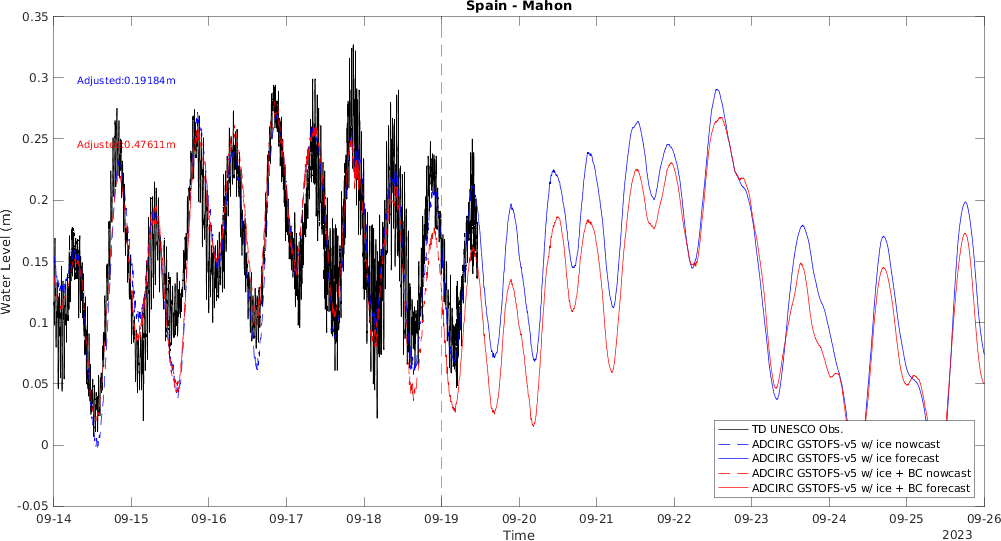 Spain - Mahon
0.35
0.3
0.25
0.2
0.15
0.1
0.05
0
-0.05
Water Level (m)
Adjusted:0.19184m
Adjusted:0.47611m
TD UNESCO Obs.
ADCIRC GSTOFS-v5 w/ ice nowcast
ADCIRC GSTOFS-v5 w/ ice forecast
ADCIRC GSTOFS-v5 w/ ice + BC nowcast
ADCIRC GSTOFS-v5 w/ ice + BC forecast
09-14 09-15 09-16 09-17 09-18 09-19 09-20 09-21 09-22 09-23 09-24 09-25 09-26
Time
2023